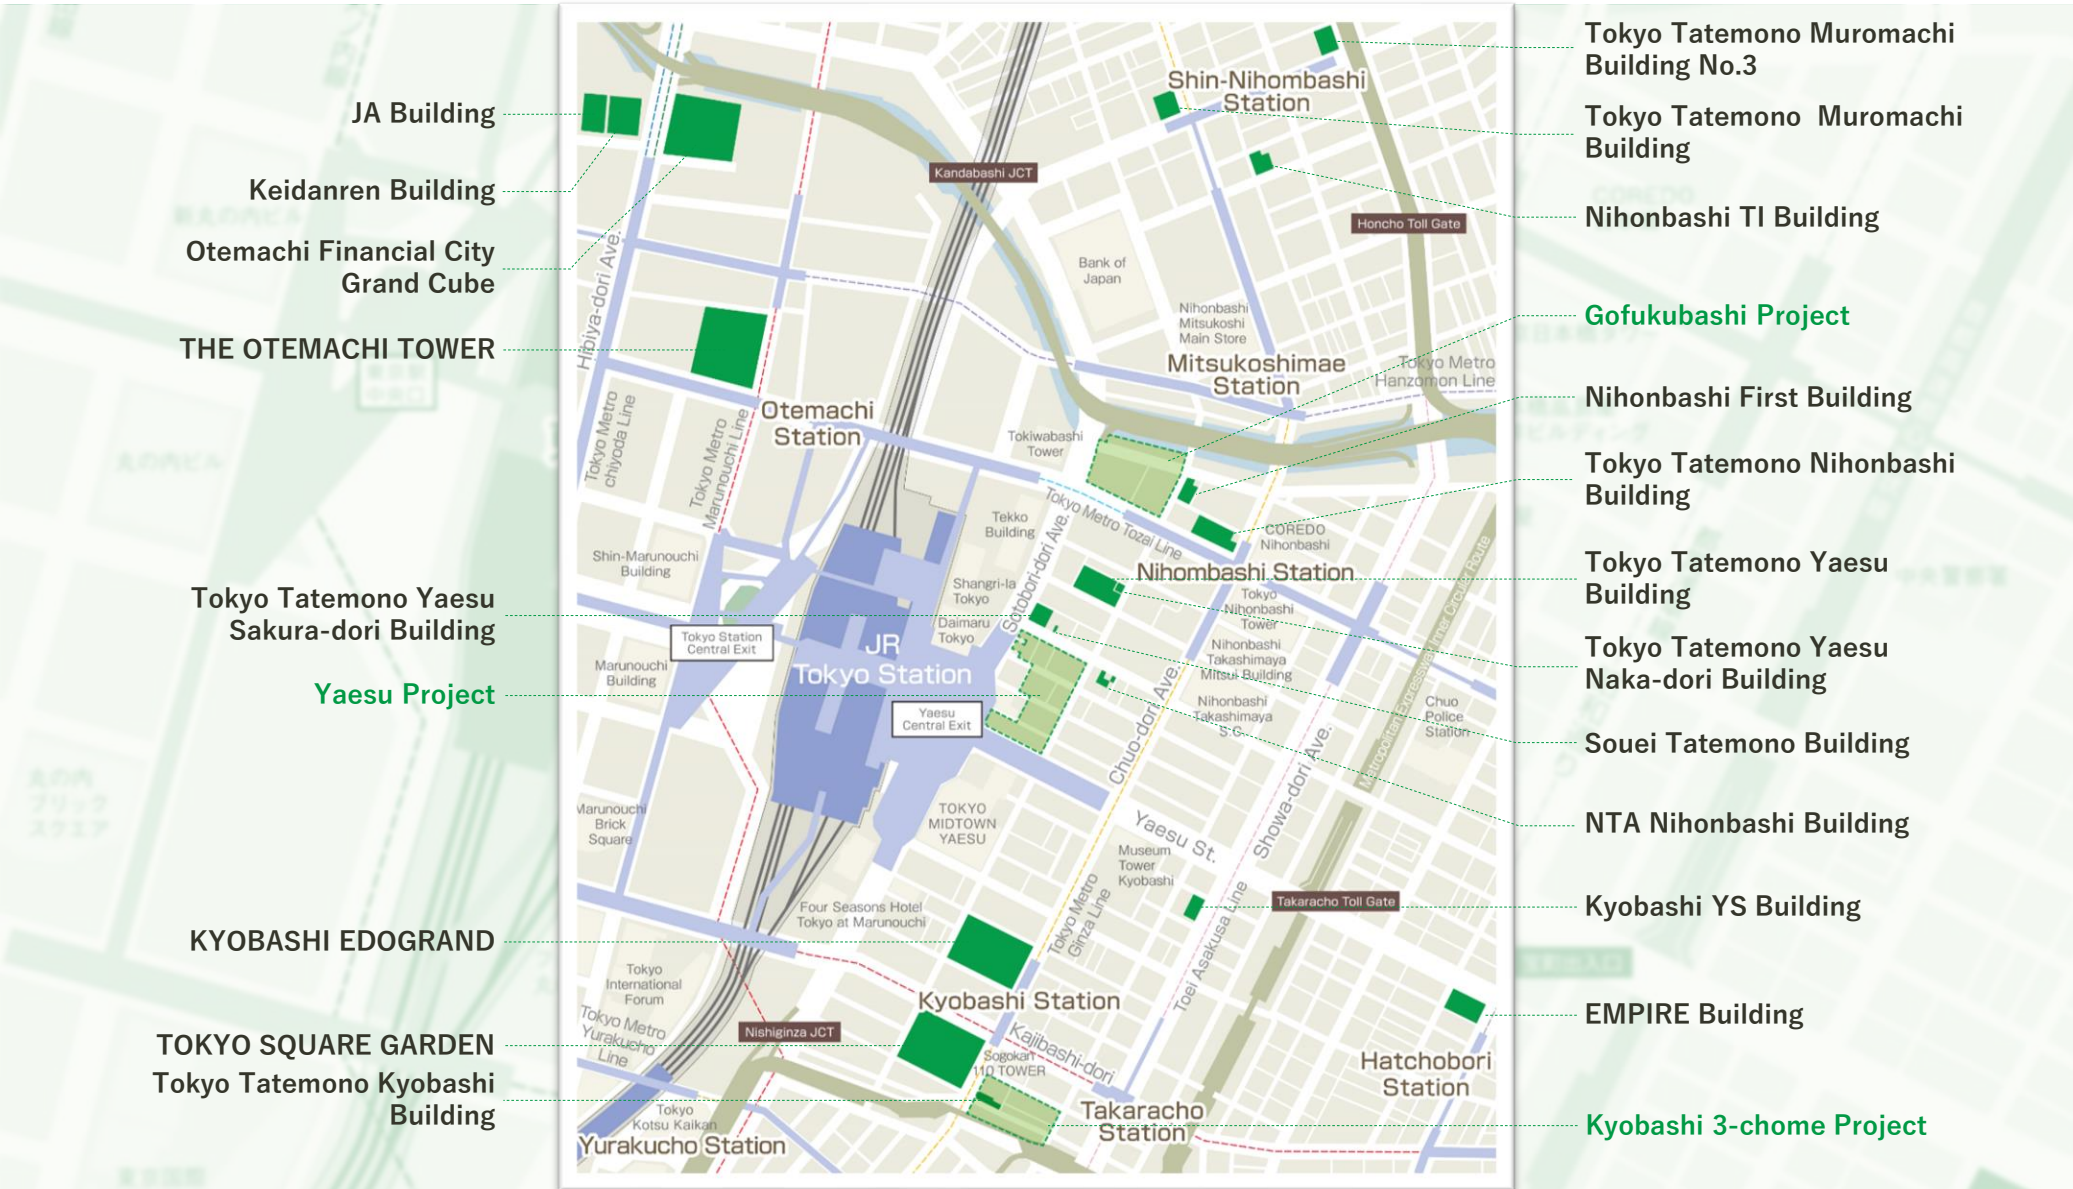 JA Building
Keidanren Building
Otemachi Financial City
Grand Cube
THE OTEMACHI TOWER
Tokyo Tatemono Yaesu
Sakura-dori Building
Yaesu Project
KYOBASHI EDOGRAND
TOKYO SQUARE GARDEN
Tokyo Tatemono Kyobashi
Building
Shin-Nihombashi
Station
Kandabashi JCT
Honcho Toll Gate
Hibiya-dori Ave.
Bank of
Japan
Nihonbashi
Mitsukoshi
Main Store
Mitsukoshimae
Station
Tokyo Metro
Hanzomon Line
Tokyo Metro
chiyoda Line
Tokyo Metro
Marunouchi Line
Otemachi
Station
Tokiwabashi
Tower
Tokyo Metro Tozai Line
Tekko
Building
Sotobori-dori Ave.
COREDO
Nihonbashi
Shin-Marunouchi
Building
Nihombashi Station
Shangri-la
Tokyo
Daimaru
Tokyo
Tokyo
Nihonbashi
Tower
Metropolitan Expressway Inner Circular Route
Tokyo Station
Central Exit
JR
Tokyo Station
Nihonbashi
Takashimaya
Mitsui Building
Marunouchi
Building
Yaesu
Central Exit
Chuo-dori Ave.
Nihonbashi
Takashimaya
S.C.
Chuo
Police
Station
Showa-dori Ave.
Marunouchi
Brick
Square
TOKYO
MIDTOWN
YAESU
Yaesu St.
Museum
Tower
Kyobashi
Four Seasons Hotel
Tokyo at Marunouchi
Tokyo Metro
Ginza Line
Toei Asakusa Line
Takaracho Toll Gate
Tokyo
International
Forum
Kyobashi Station
Tokyo Metro
Yurakucho
Line
Nishiginza JCT
Kajibashi-dori
Sogokan
110 TOWER
Hatchobori
Station
Tokyo
Kotsu Kaikan
Takaracho
Station
Yurakucho Station
Tokyo Tatemono Muromachi
Building No.3
Tokyo Tatemono Muromachi
Building
Nihonbashi TI Building
Gofukubashi Project
Nihonbashi First Building
Tokyo Tatemono Nihonbashi
Building
Tokyo Tatemono Yaesu
Building
Tokyo Tatemono Yaesu
Naka-dori Building
Souei Tatemono Building
NTA Nihonbashi Building
Kyobashi YS Building
EMPIRE Building
Kyobashi 3-chome Project